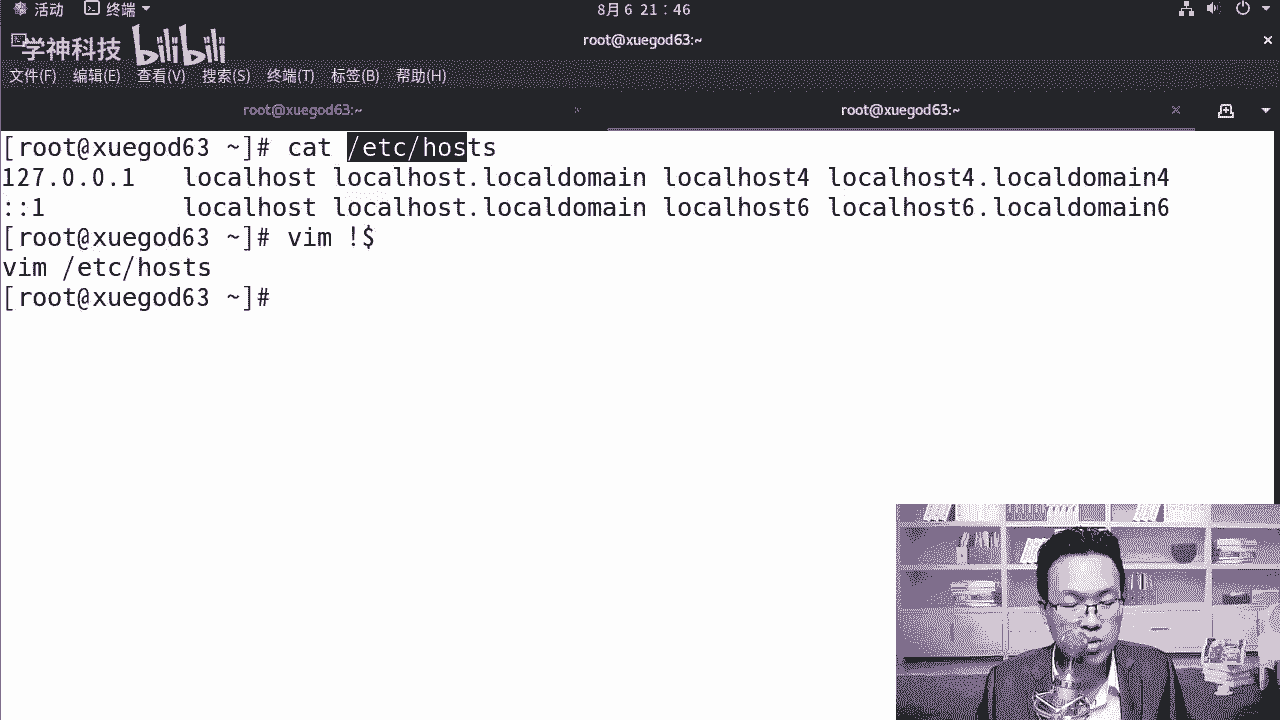 活动 终端 8月 6 21：46
root@xuegod63:~
学神科技 bilibili
文件(F) 编辑(E) 查看(V) 搜索(S) 终端(T) 标签(B) 帮助(H)
root@xuegod63:~ root@xuegod63:~
[root@xuegod63 ~]# cat /etc/hosts
127.0.0.1   localhost localhost.localdomain localhost4 localhost4.localdomain4
::1         localhost localhost.localdomain localhost6 localhost6.localdomain6
[root@xuegod63 ~]# vim !$
vim /etc/hosts
[root@xuegod63 ~]#